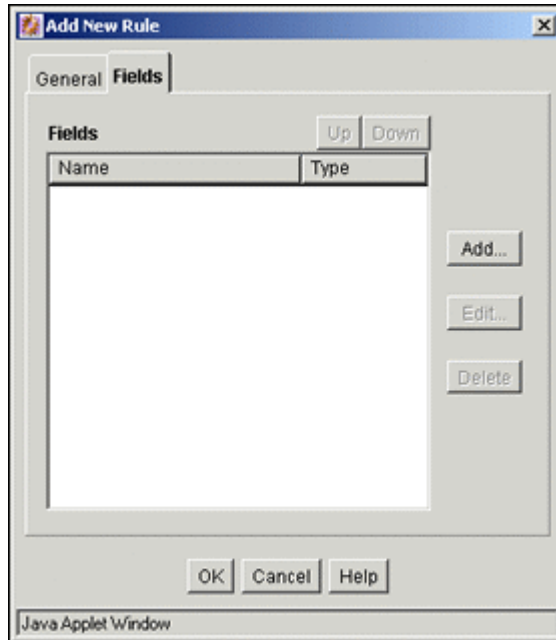 Add New Rule
General Fields
Fields Up Down
Name Type
Add...
Edit...
Delete
OK Cancel Help
Java Applet Window